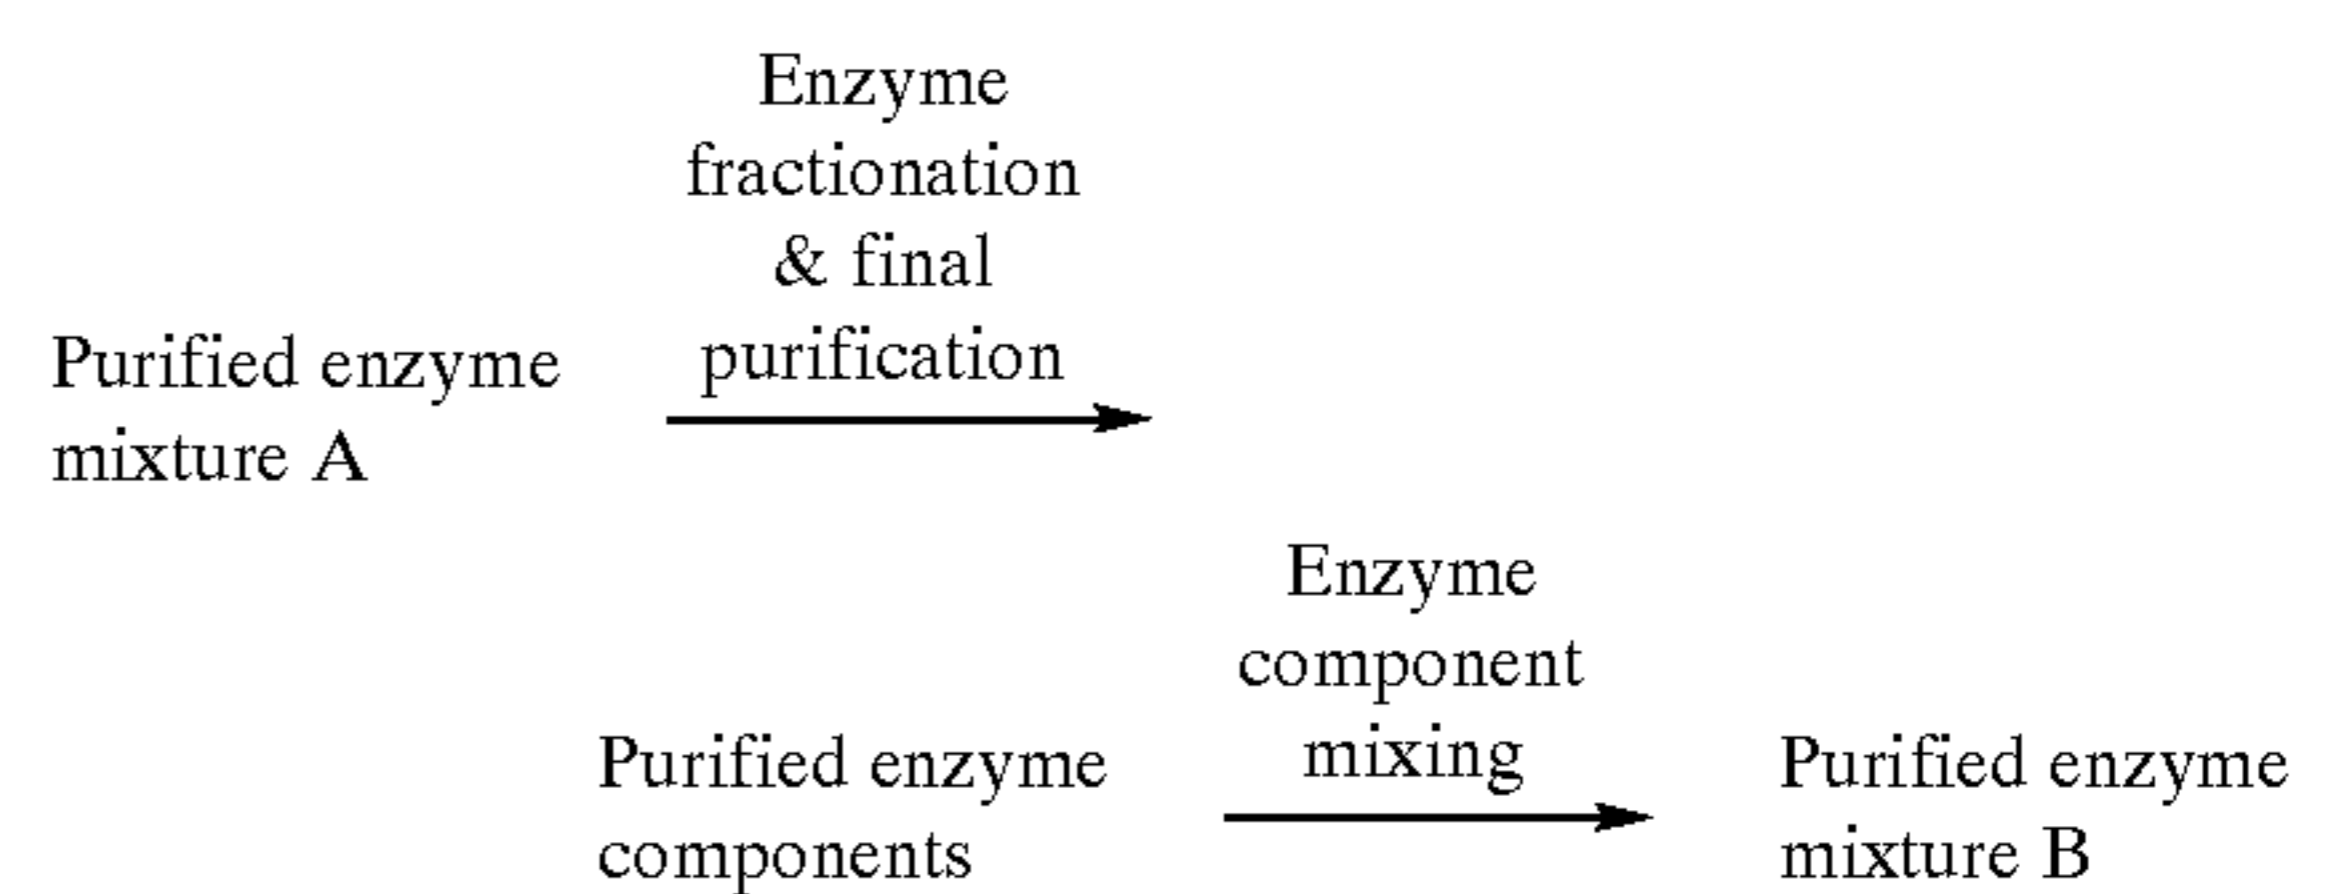 Enzyme
fractionation
& final
purification
Purified enzyme
mixture A
Enzyme
component
mixing
Purified enzyme
components
Purified enzyme
mixture B